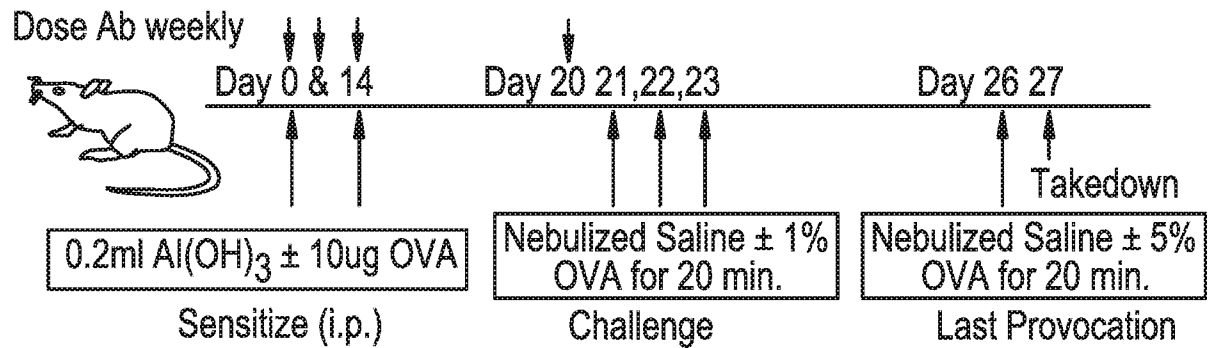 Dose Ab weekly
Day 0 & 14
Day 20 21,22,23
Day 26 27
Takedown
0.2ml Al(OH)3 ± 10ug OVA
Nebulized Saline ± 1%
OVA for 20 min.
Nebulized Saline ± 5%
OVA for 20 min.
Sensitize (i.p.)
Challenge
Last Provocation